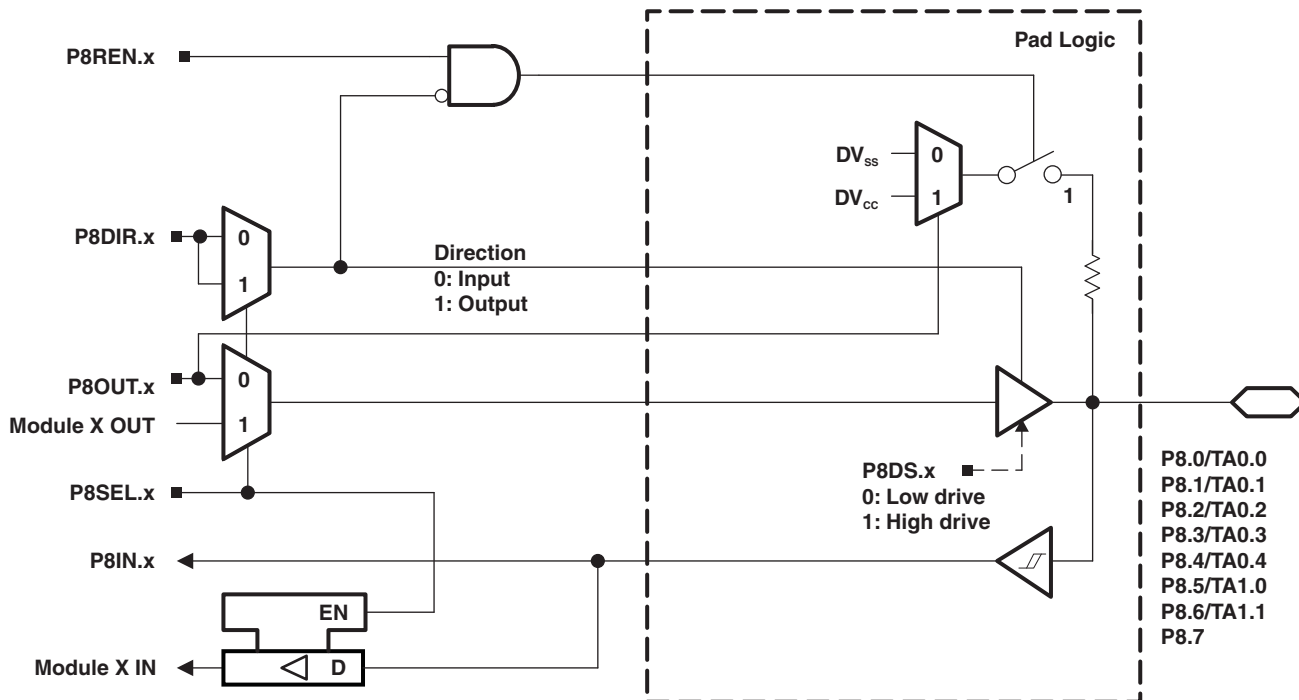 Pad Logic
P8REN.x
DVss
0
DVcc
1
1
P8DIR.x
0
1
Direction
0: Input
1: Output
P8OUT.x
0
Module X OUT
1
P8SEL.x
P8DS.x
0: Low drive
1: High drive
P8.0/TA0.0
P8.1/TA0.1
P8.2/TA0.2
P8.3/TA0.3
P8.4/TA0.4
P8.5/TA1.0
P8.6/TA1.1
P8.7
P8IN.x
EN
Module X IN
D